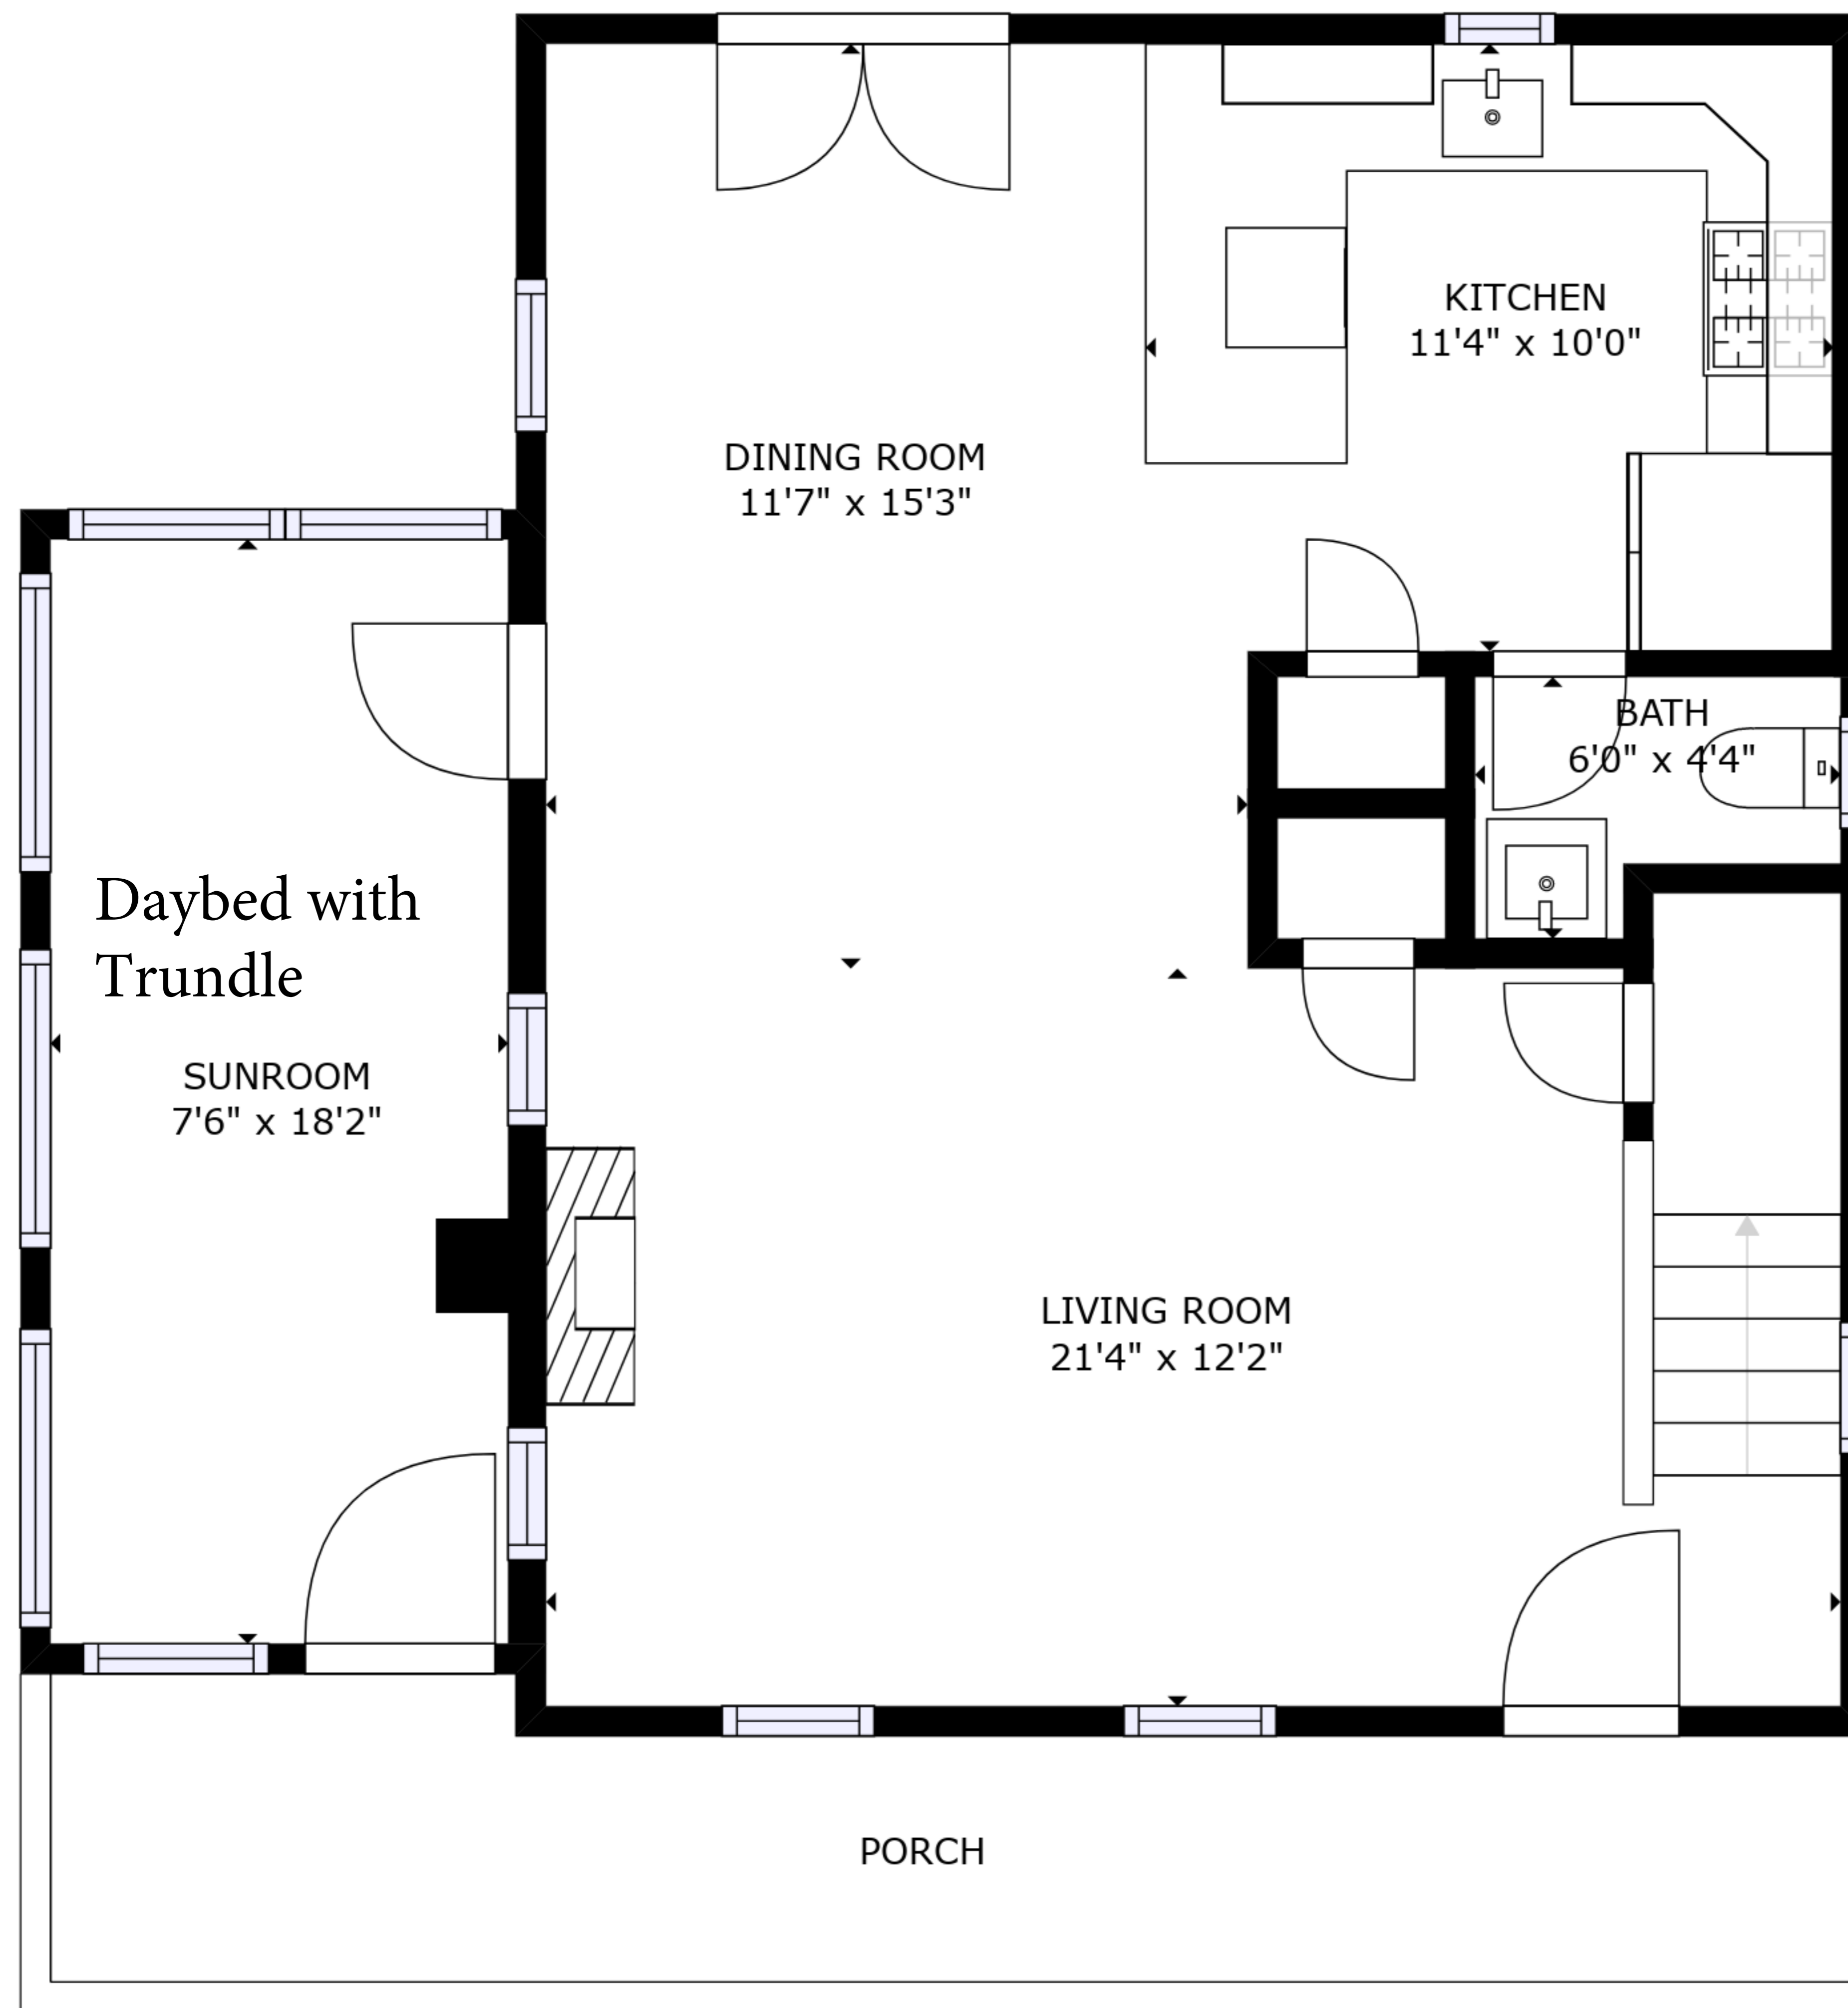 KITCHEN
11'4" x 10'0"
DINING ROOM
11'7" x 15'3"
BATH
6'0" x 4'4"
Daybed with
Trundle
SUNROOM
7'6" x 18'2"
LIVING ROOM
21'4" x 12'2"
PORCH